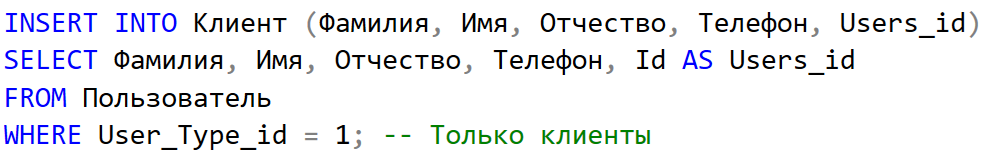 INSERT INTO Клиент (Фамилия, Имя, Отчество, Телефон, Users_id)
SELECT Фамилия, Имя, Отчество, Телефон, Id AS Users_id
FROM Пользователь
WHERE User_Type_id = 1; -- Только клиенты